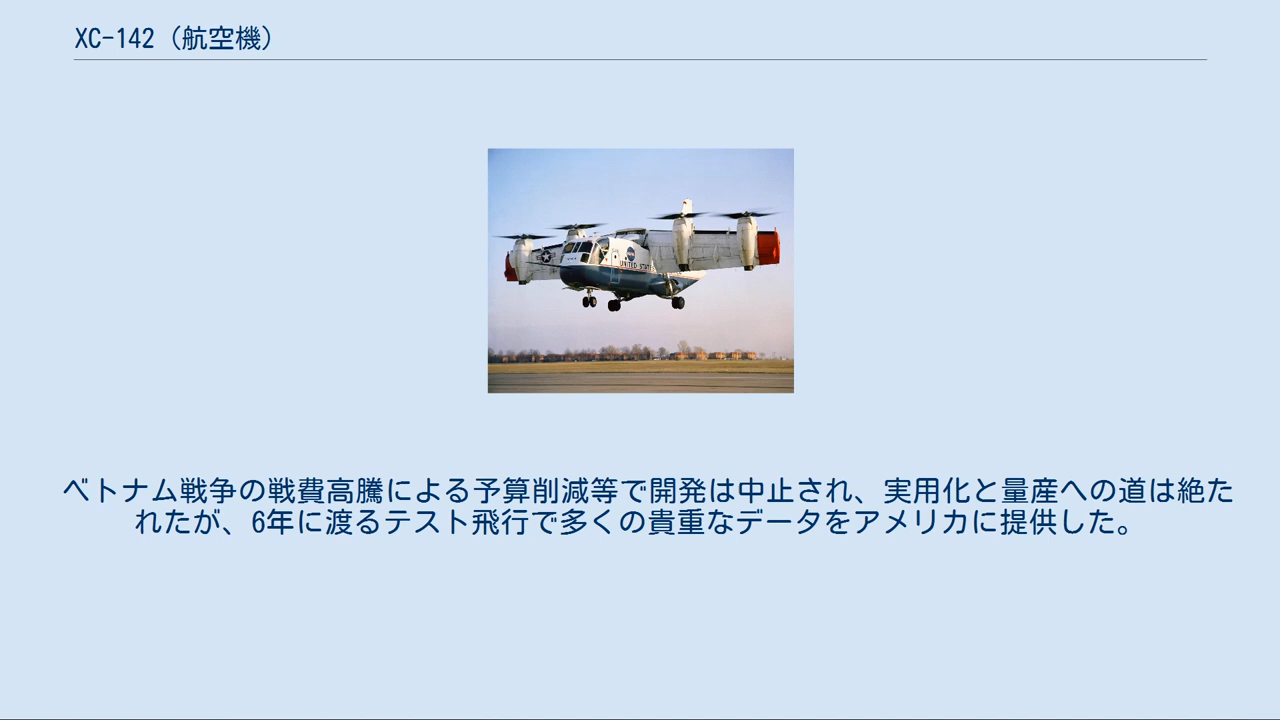 XC-142（航空機）
UNITED STATES
ベトナム戦争の戦費高騰による予算削減等で開発は中止され、実用化と量産への道は絶た
れたが、6年に渡るテスト飛行で多くの貴重なデータをアメリカに提供した。